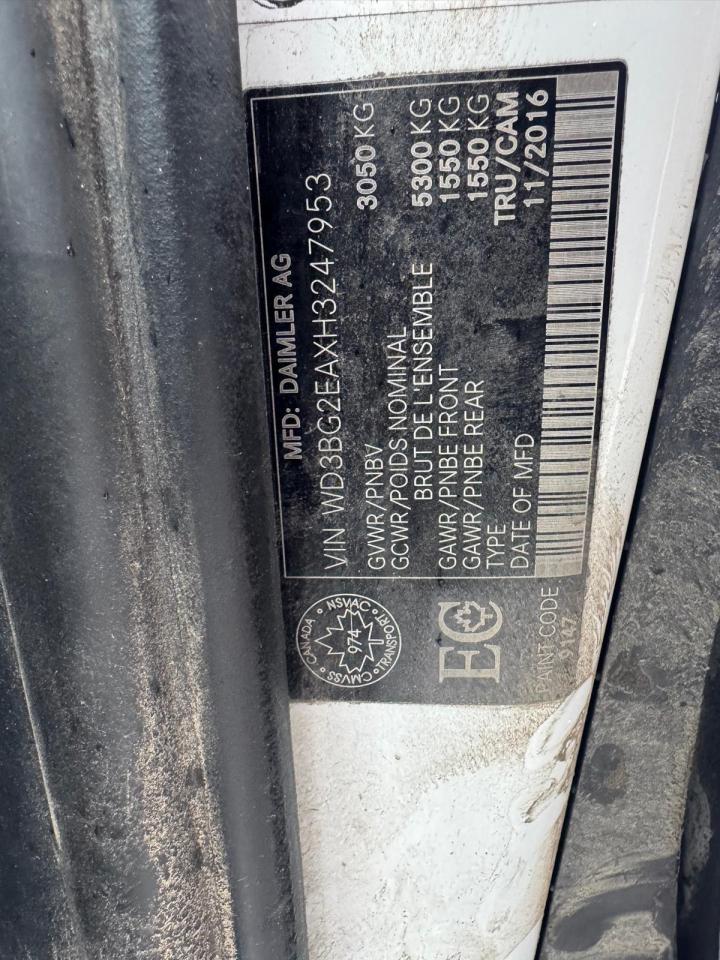 MFD: DAIMLER AG
VIN WD3BG2EAXH3247953
GVWR/PNBV 3050 KG
GCWR/POIDS NOMINAL
BRUT DE L'ENSEMBLE 5300 KG
GAWR/PNBE FRONT 1550 KG
GAWR/PNBE REAR 1550 KG
TYPE TRU/CAM
DATE OF MFD 11/2016
CANADA
NSVAC
TRANSPORT
CMVSS
974
EC
PAINT CODE
9147